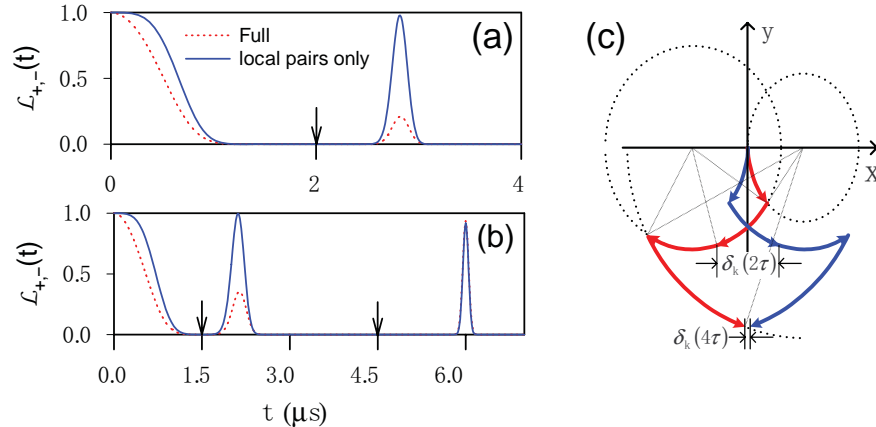 1.0
0.5
0.0
ℒ+,−(t)
Full
local pairs only
(a)
0
2
4
1.0
0.5
0.0
ℒ+,−(t)
(b)
0.0
1.5
3.0
4.5
6.0
t (μs)
(c)
y
X
δk(2τ)
δk(4τ)